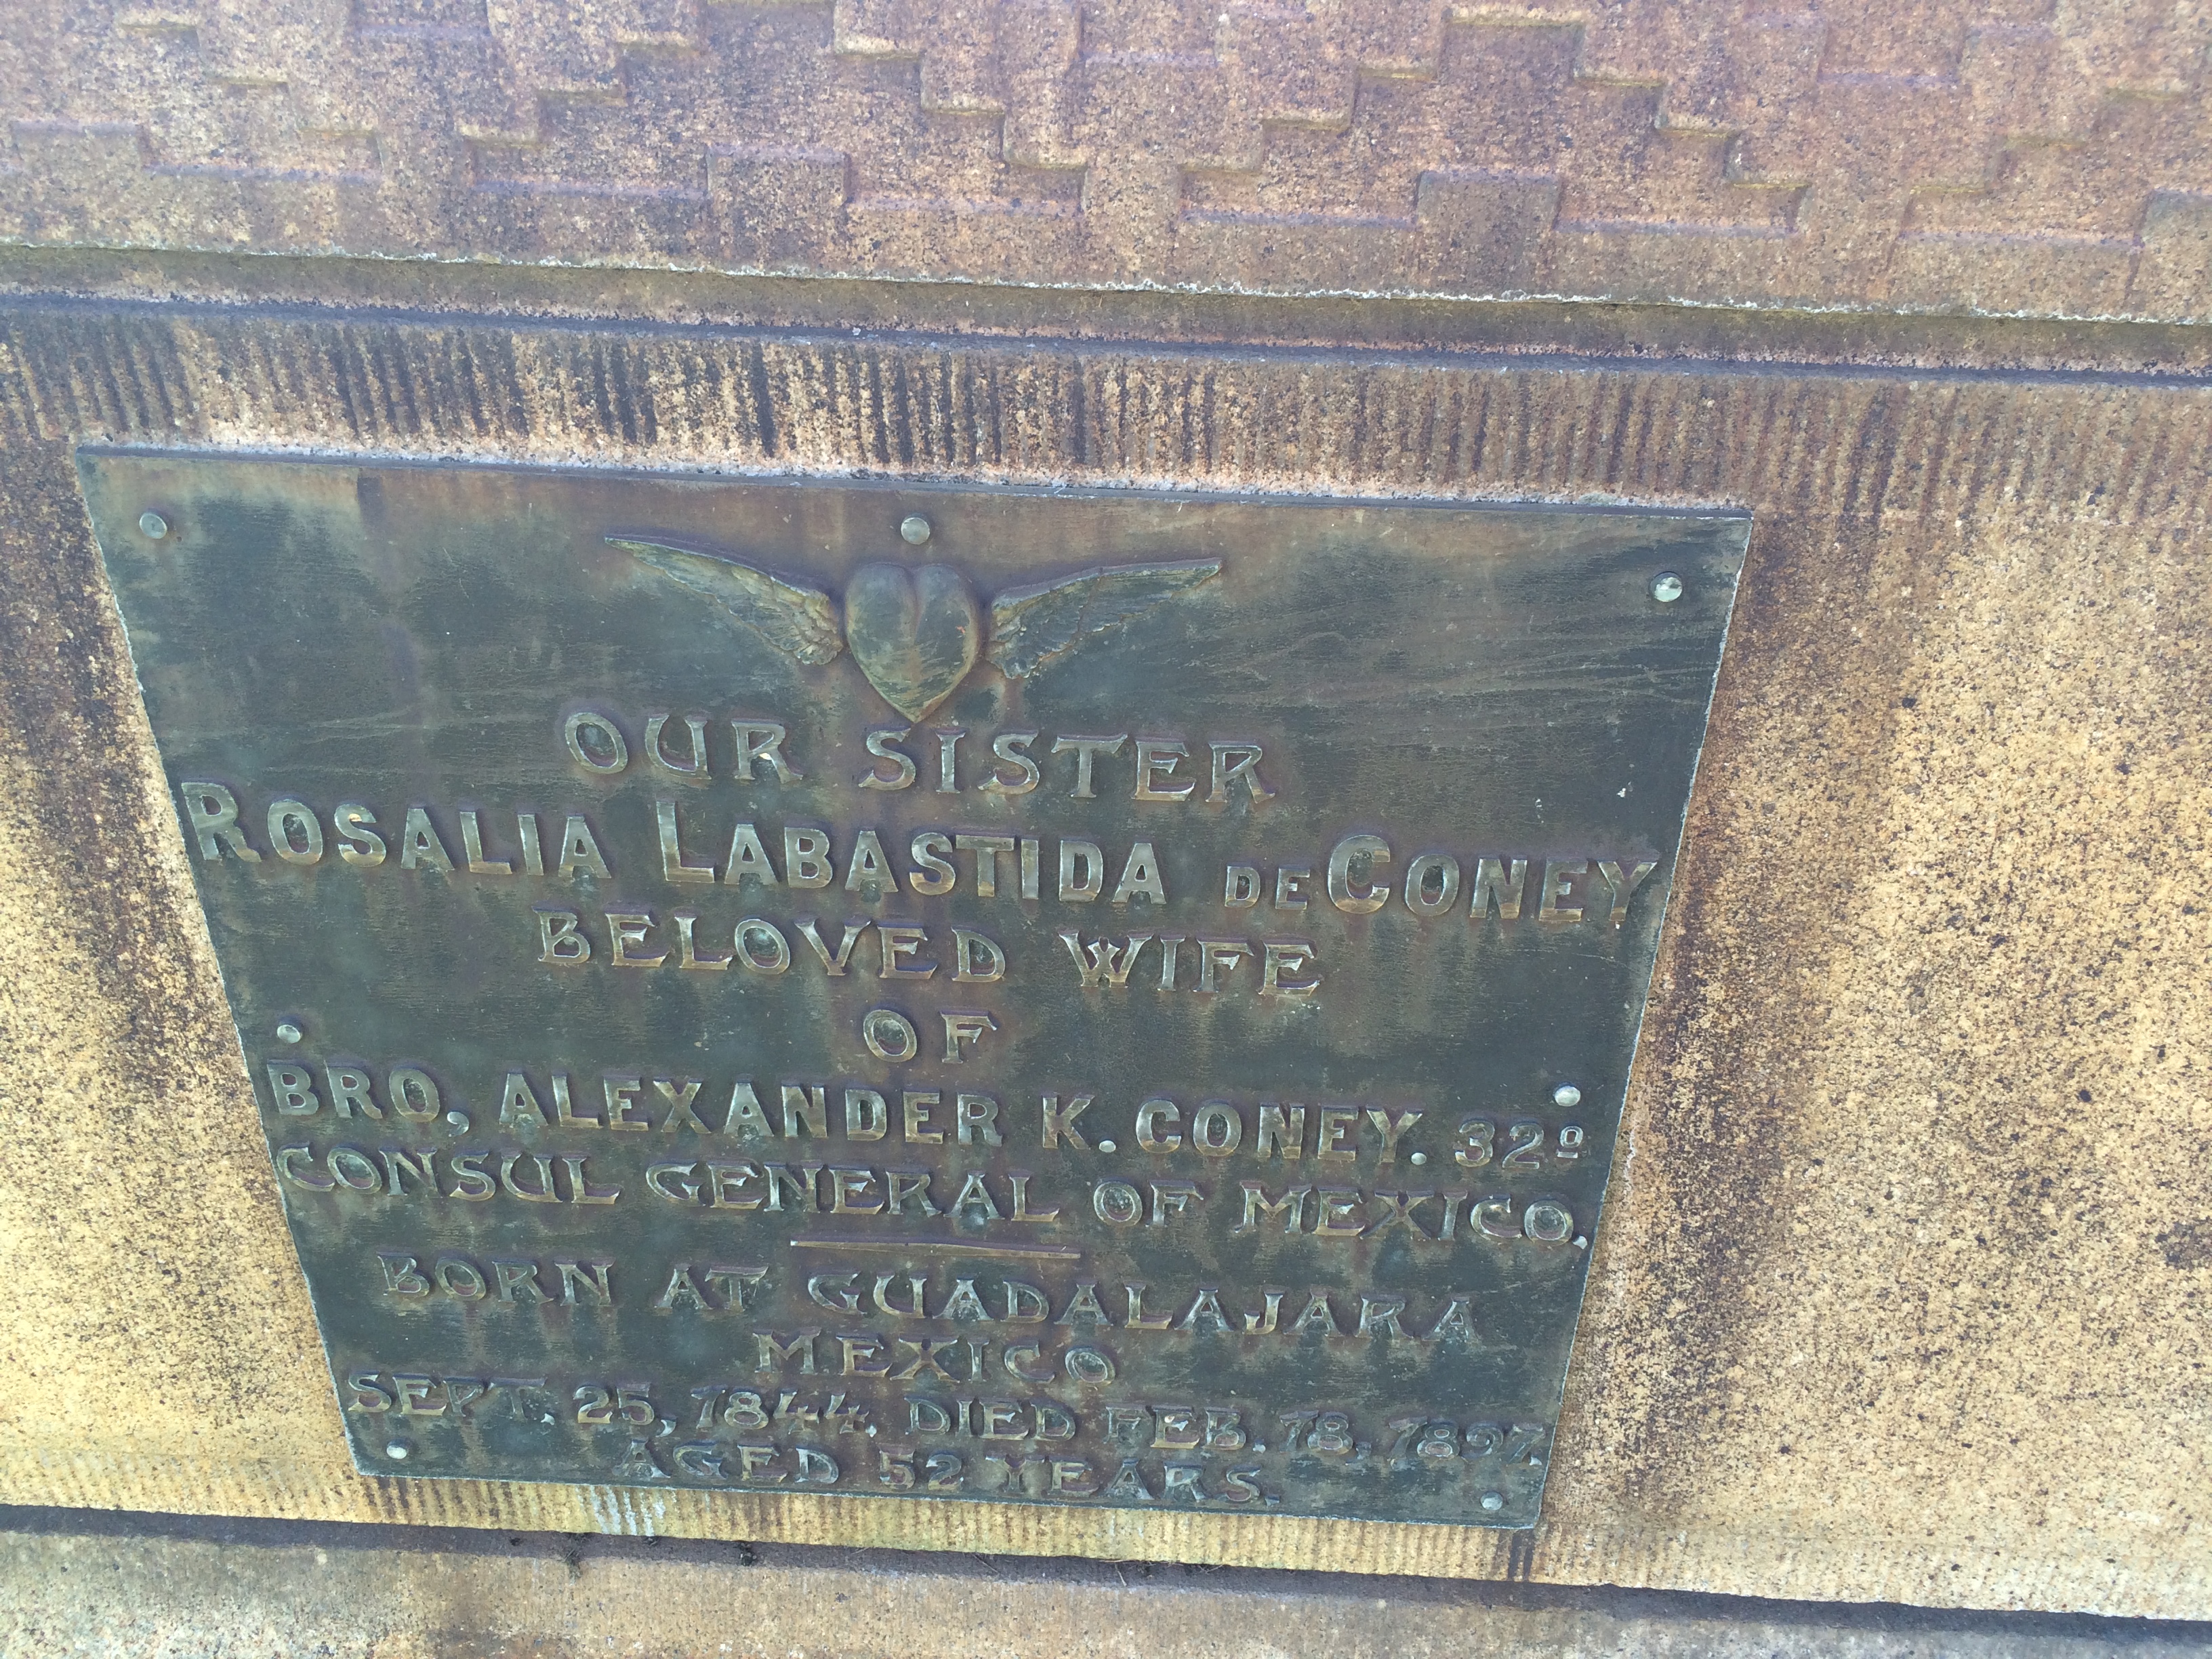 OUR SISTER
ROSALIA LABASTIDA DE CONEY
BELOVED WIFE
OF
BRO, ALEXANDER K. CONEY. 32º
CONSUL GENERAL OF MEXICO,
BORN AT GUADALAJARA
MEXICO
SEPT, 25, 1844, DIED FEB. 18, 1897,
AGED 52 YEARS.